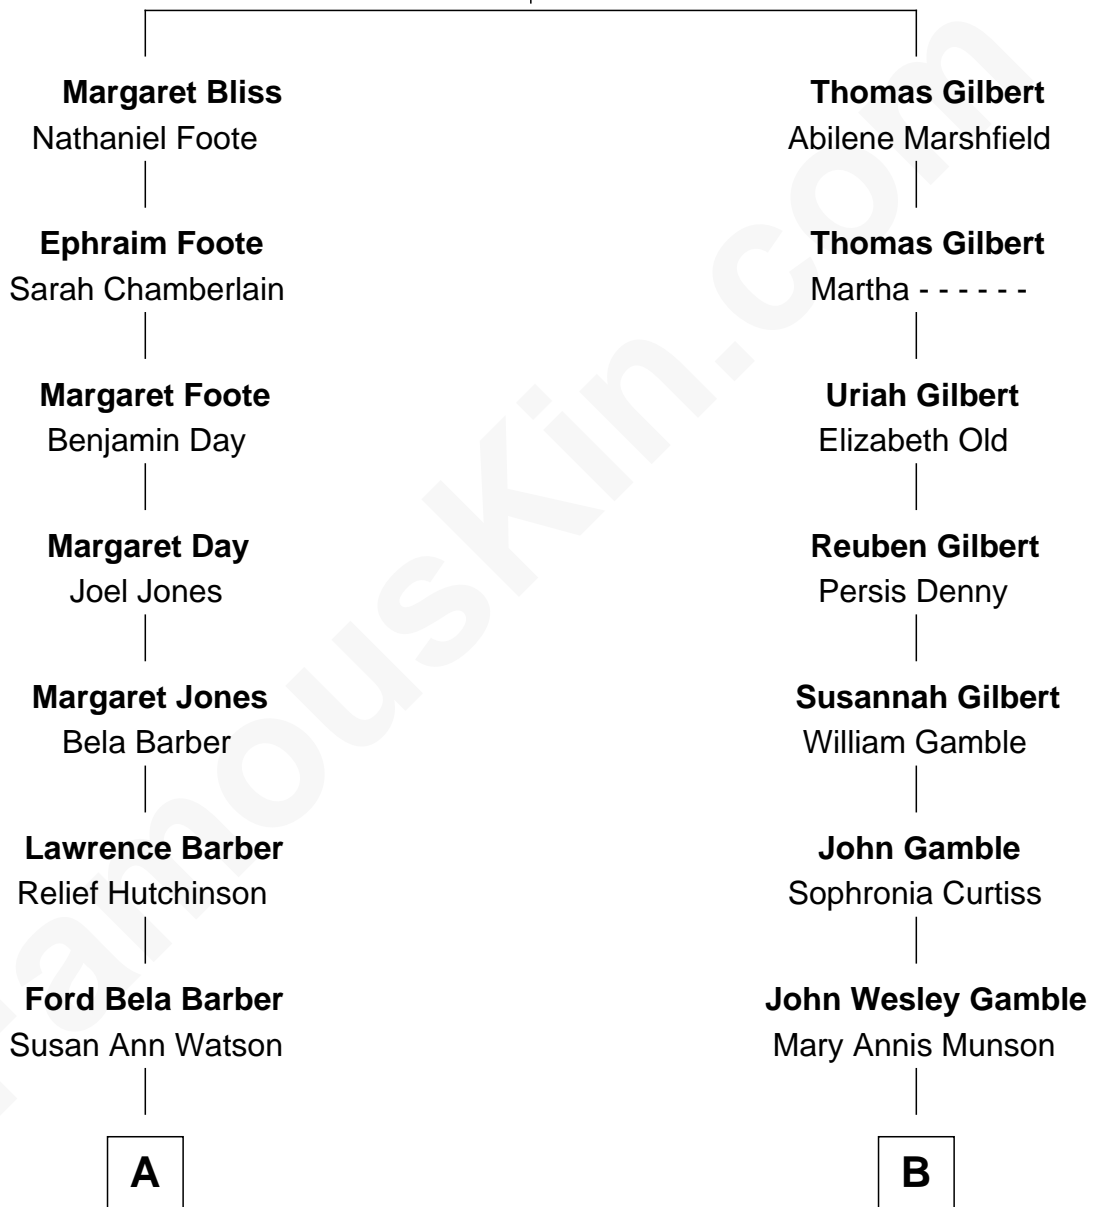 Margaret Bliss
Nathaniel Foote
Ephraim Foote
Sarah Chamberlain
Margaret Foote
Benjamin Day
Margaret Day
Joel Jones
Margaret Jones
Bela Barber
Lawrence Barber
Relief Hutchinson
Ford Bela Barber
Susan Ann Watson
A
Thomas Gilbert
Abilene Marshfield
Thomas Gilbert
Martha - - - - - -
Uriah Gilbert
Elizabeth Old
Reuben Gilbert
Persis Denny
Susannah Gilbert
William Gamble
John Gamble
Sophronia Curtiss
John Wesley Gamble
Mary Annis Munson
B
FamousKin.com